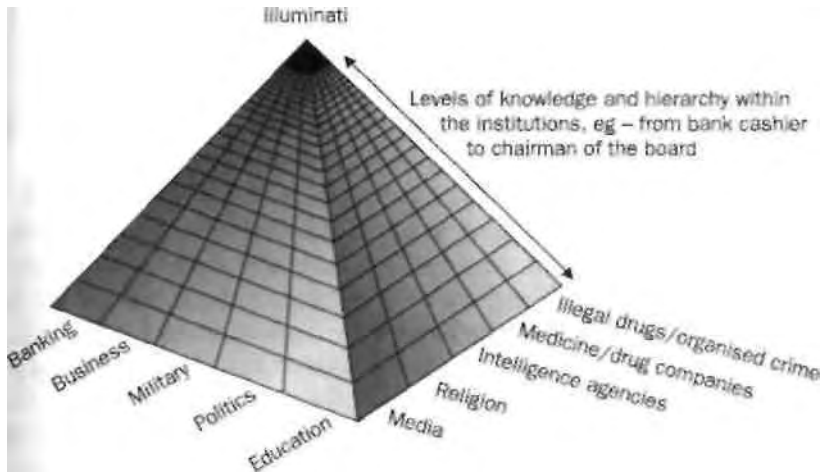 Illuminati
Levels of knowledge and hierarchy within
the institutions, eg – from bank cashier
to chairman of the board
Banking
Business
Military
Politics
Education
Media
Religion
Intelligence agencies
Medicine/drug companies
Illegal drugs/organised crime